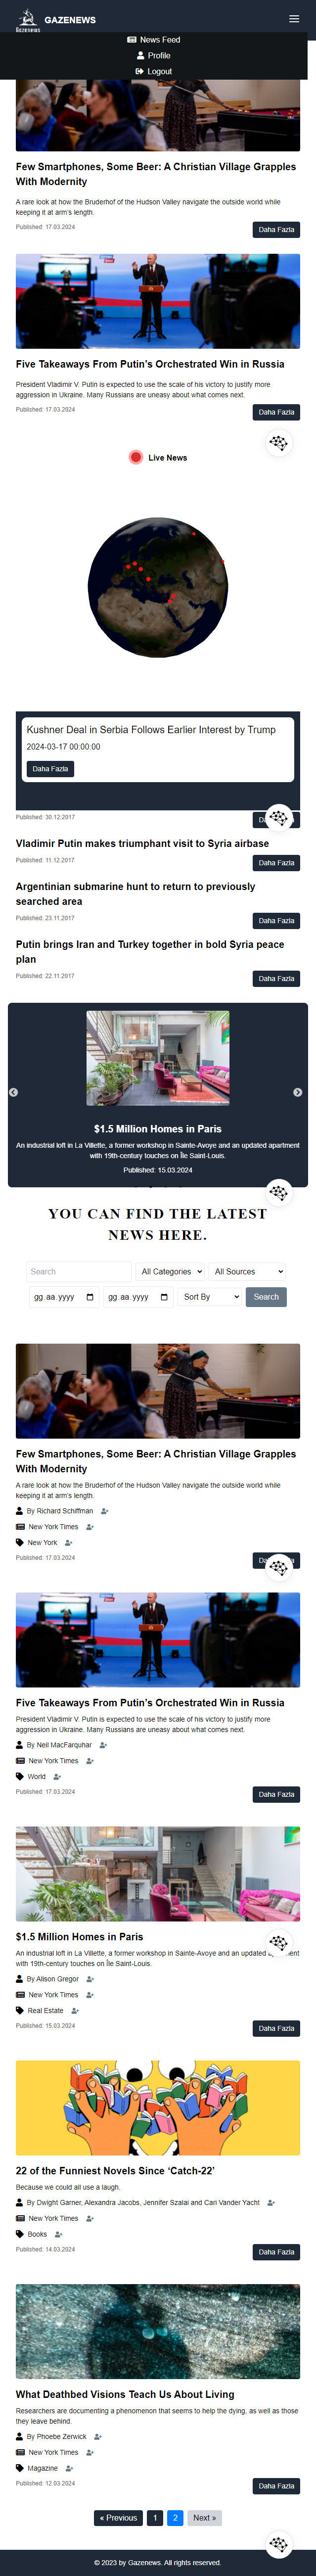 Gazenews
GAZENEWS
News Feed
Profile
Logout
Few Smartphones, Some Beer: A Christian Village Grapples
With Modernity
A rare look at how the Bruderhof of the Hudson Valley navigate the outside world while
keeping it at arm's length.
Published: 17.03.2024
Daha Fazla
Five Takeaways From Putin's Orchestrated Win in Russia
President Vladimir V. Putin is expected to use the scale of his victory to justify more
aggression in Ukraine. Many Russians are uneasy about what comes next.
Published: 17.03.2024
Daha Fazla
Live News
Kushner Deal in Serbia Follows Earlier Interest by Trump
2024-03-17 00:00:00
Daha Fazla
Published: 30.12.2017
Vladimir Putin makes triumphant visit to Syria airbase
Published: 11.12.2017
Daha Fazla
Argentinian submarine hunt to return to previously
searched area
Published: 23.11.2017
Daha Fazla
Putin brings Iran and Turkey together in bold Syria peace
plan
Published: 22.11.2017
Daha Fazla
$1.5 Million Homes in Paris
An industrial loft in La Villette, a former workshop in Sainte-Avoye and an updated apartment
with 19th-century touches on Île Saint-Louis.
Published: 15.03.2024
YOU CAN FIND THE LATEST
NEWS HERE.
Search All Categories All Sources
gg.aa.yyyy gg.aa.yyyy Sort By Search
Few Smartphones, Some Beer: A Christian Village Grapples
With Modernity
A rare look at how the Bruderhof of the Hudson Valley navigate the outside world while
keeping it at arm's length.
By Richard Schiffman
New York Times
New York
Published: 17.03.2024
Five Takeaways From Putin's Orchestrated Win in Russia
President Vladimir V. Putin is expected to use the scale of his victory to justify more
aggression in Ukraine. Many Russians are uneasy about what comes next.
By Neil MacFarquhar
New York Times
World
Published: 17.03.2024
Daha Fazla
$1.5 Million Homes in Paris
An industrial loft in La Villette, a former workshop in Sainte-Avoye and an updated
with 19th-century touches on Île Saint-Louis.
By Alison Gregor
New York Times
Real Estate
Published: 15.03.2024
Daha Fazla
22 of the Funniest Novels Since ‘Catch-22’
Because we could all use a laugh.
By Dwight Garner, Alexandra Jacobs, Jennifer Szalai and Cari Vander Yacht
New York Times
Books
Published: 14.03.2024
Daha Fazla
What Deathbed Visions Teach Us About Living
Researchers are documenting a phenomenon that seems to help the dying, as well as those
they leave behind.
By Phoebe Zerwick
New York Times
Magazine
Published: 12.03.2024
Daha Fazla
« Previous 1 2 Next »
© 2023 by Gazenews. All rights reserved.